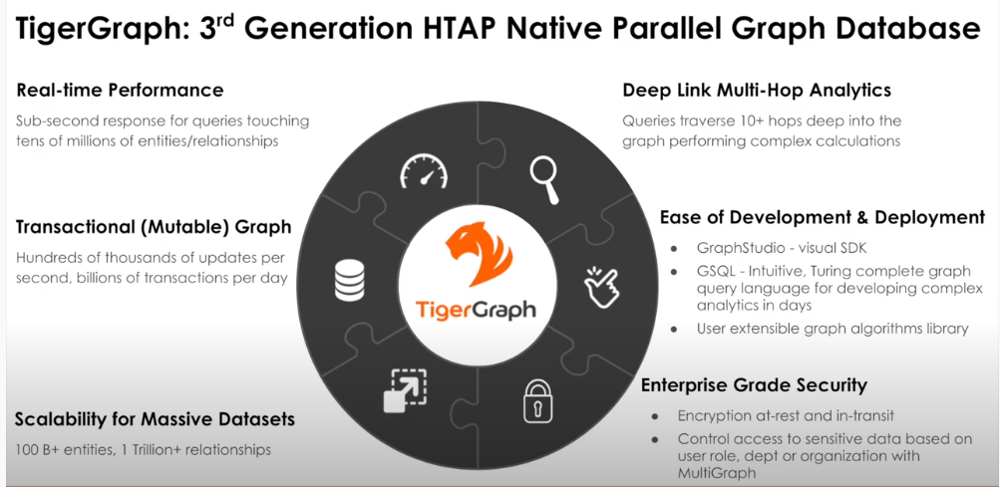 TigerGraph: 3rd Generation HTAP Native Parallel Graph Database
Real-time Performance
Sub-second response for queries touching
tens of millions of entities/relationships
Transactional (Mutable) Graph
Hundreds of thousands of updates per
second, billions of transactions per day
Scalability for Massive Datasets
100 B+ entities, 1 Trillion+ relationships
TigerGraph
Deep Link Multi-Hop Analytics
Queries traverse 10+ hops deep into the
graph performing complex calculations
Ease of Development & Deployment
● GraphStudio - visual SDK
● GSQL - Intuitive, Turing complete graph
query language for developing complex
analytics in days
● User extensible graph algorithms library
Enterprise Grade Security
● Encryption at-rest and in-transit
● Control access to sensitive data based on
user role, dept or organization with
MultiGraph